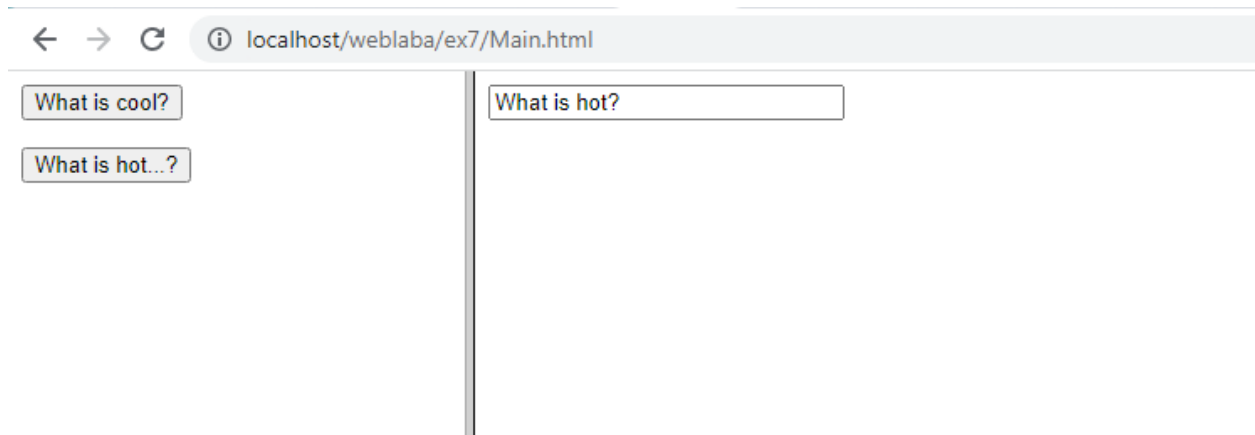 localhost/weblaba/ex7/Main.html
What is cool?
What is hot?
What is hot...?